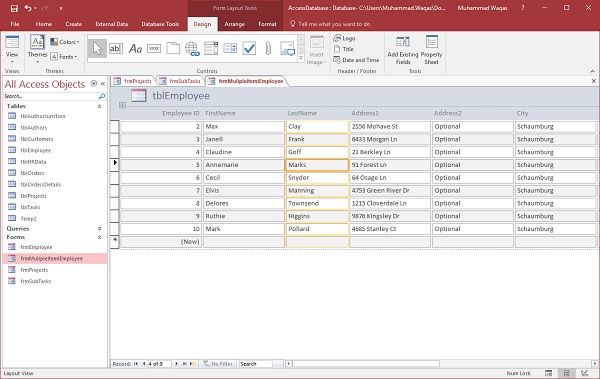 Form Layout Tools
AccessDatabase : Database- C:\Users\Muhammad.Waqas\Do... Muhammad Waqas
File Home Create External Data Database Tools Design Arrange Format Tell me what you want to do
View Themes Colors Fonts ab| Aa Insert Image Logo Title Date and Time Add Existing Fields Property Sheet
Views Themes Controls Header / Footer Tools
All Access Objects
Search...
Tables
tblAuthorJunction
tblAuthors
tblCustomers
tblEmployee
tblHRData
tblOrders
tblOrdersDetails
tblProjects
tblTasks
Temp2
Queries
Forms
frmEmployee
frmMulipleItemEmployee
frmProjects
frmSubTasks
frmProjects frmSubTasks frmMulipleItemEmployee
tblEmployee
Employee ID FirstName LastName Address1 Address2 City
2 Max Clay 2556 Mohave St Optional Schaumburg
3 Janell Frank 6433 Morgan Ln Optional Schaumburg
4 Claudine Goff 21 Berkley Ln Optional Schaumburg
5 Annemarie Marks 91 Forest Ln Optional Schaumburg
6 Cecil Snyder 64 Osage Ln Optional Schaumburg
7 Elvis Manning 4753 Green River Dr Optional Schaumburg
8 Delores Townsend 1215 Cloverdale Ln Optional Schaumburg
9 Ruthie Higgins 9876 Kingsley Dr Optional Schaumburg
10 Mark Pollard 4685 Stanley Ct Optional Schaumburg
(New)
Record: 4 of 9 No Filter Search
Layout View Num Lock